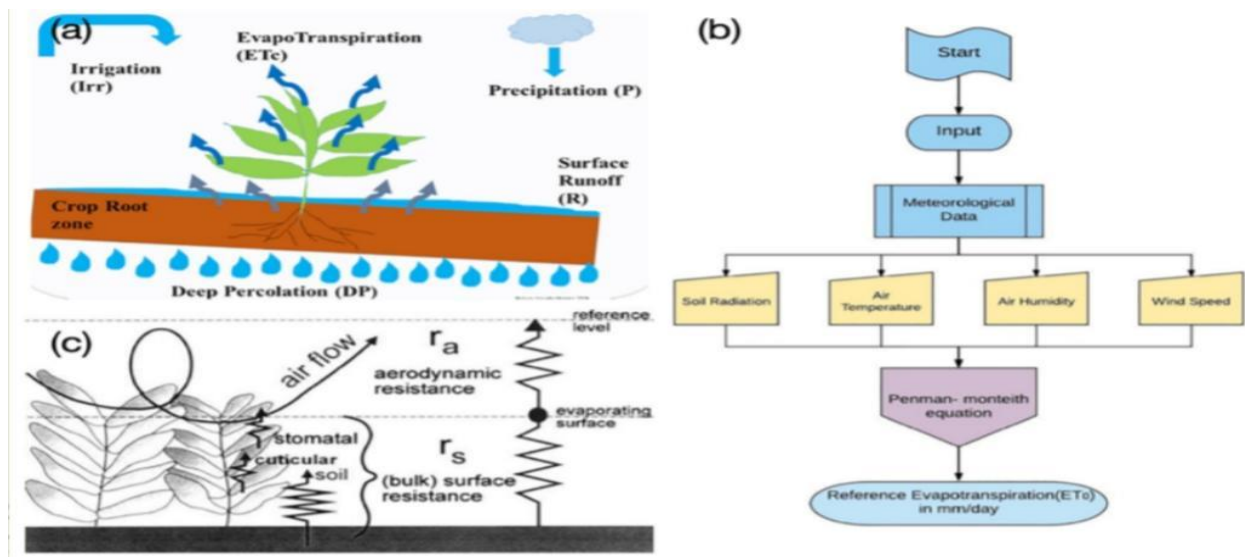 (a)
EvapoTranspiration
(ETc)
Irrigation
(Irr)
Precipitation (P)
Surface
Runoff
(R)
Crop Root
zone
Deep Percolation (DP)
(b)
Start
Input
Meteorological
Data
Soil Radiation
Air
Temperature
Air Humidity
Wind Speed
Penman- monteith
equation
Reference Evapotranspiration(ET₀)
in mm/day
(c)
air flow
rₐ
aerodynamic
resistance
reference
level
evaporating
surface
stomatal
cuticular
soil
rₛ
(bulk) surface
resistance